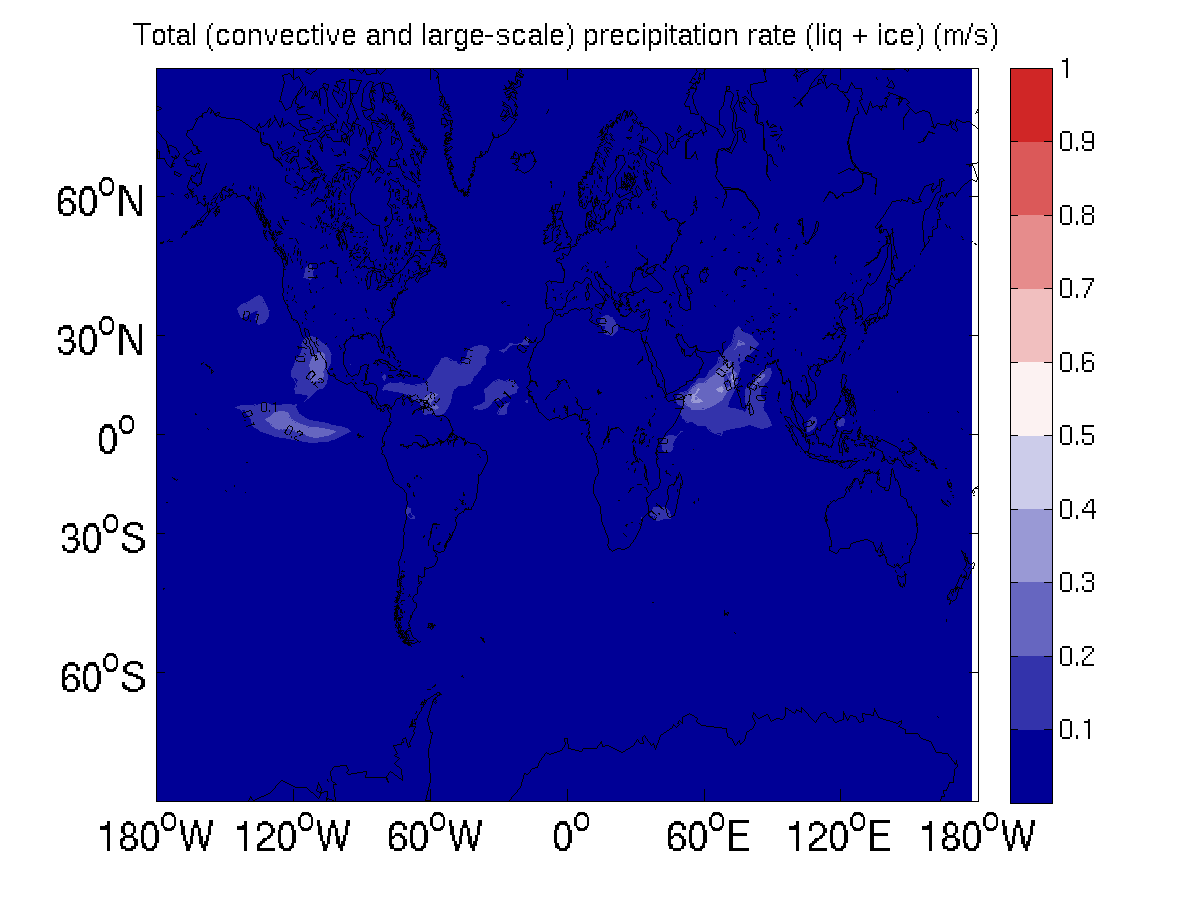 Total (convective and large-scale) precipitation rate (liq + ice) (m/s)
1
0.9
0.8
0.7
0.6
0.5
0.4
0.3
0.2
0.1
60°N
30°N
0°
30°S
60°S
180°W 120°W 60°W 0° 60°E 120°E 180°W